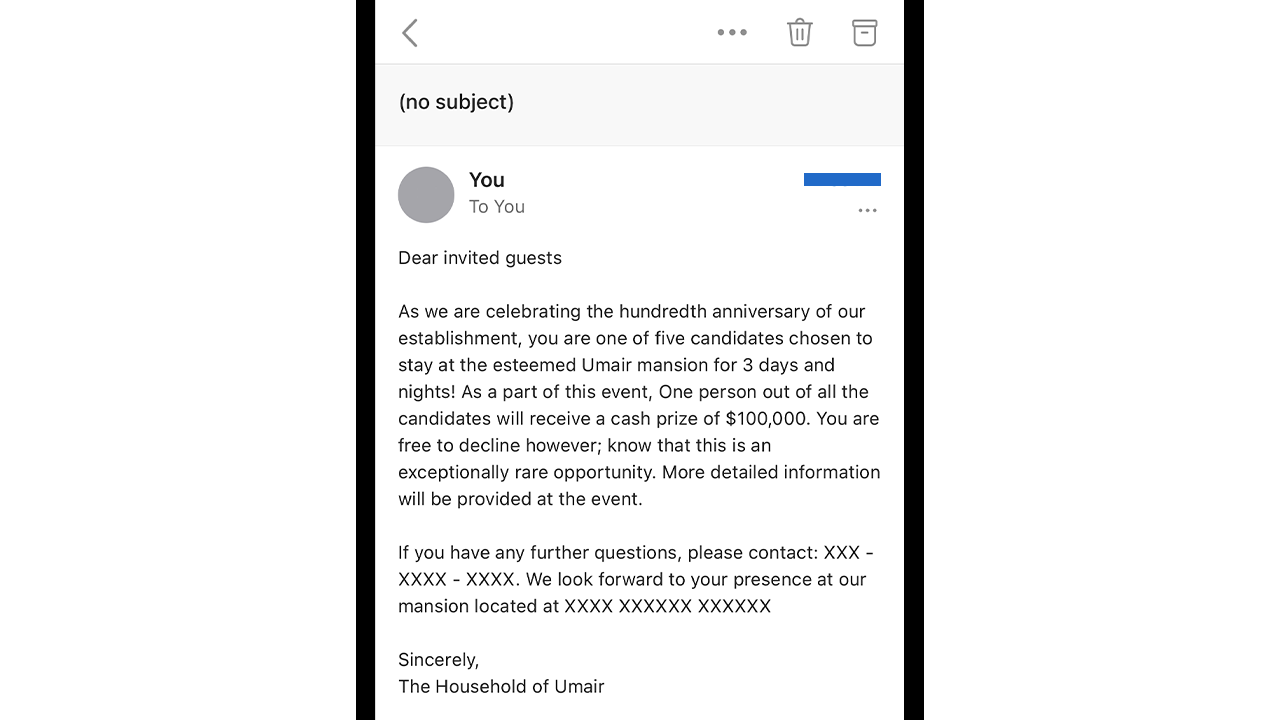 (no subject)
You
To You
Dear invited guests
As we are celebrating the hundredth anniversary of our
establishment, you are one of five candidates chosen to
stay at the esteemed Umair mansion for 3 days and
nights! As a part of this event, One person out of all the
candidates will receive a cash prize of $100,000. You are
free to decline however; know that this is an
exceptionally rare opportunity. More detailed information
will be provided at the event.
If you have any further questions, please contact: XXX -
XXXX - XXXX. We look forward to your presence at our
mansion located at XXXX XXXXXX XXXXXX
Sincerely,
The Household of Umair